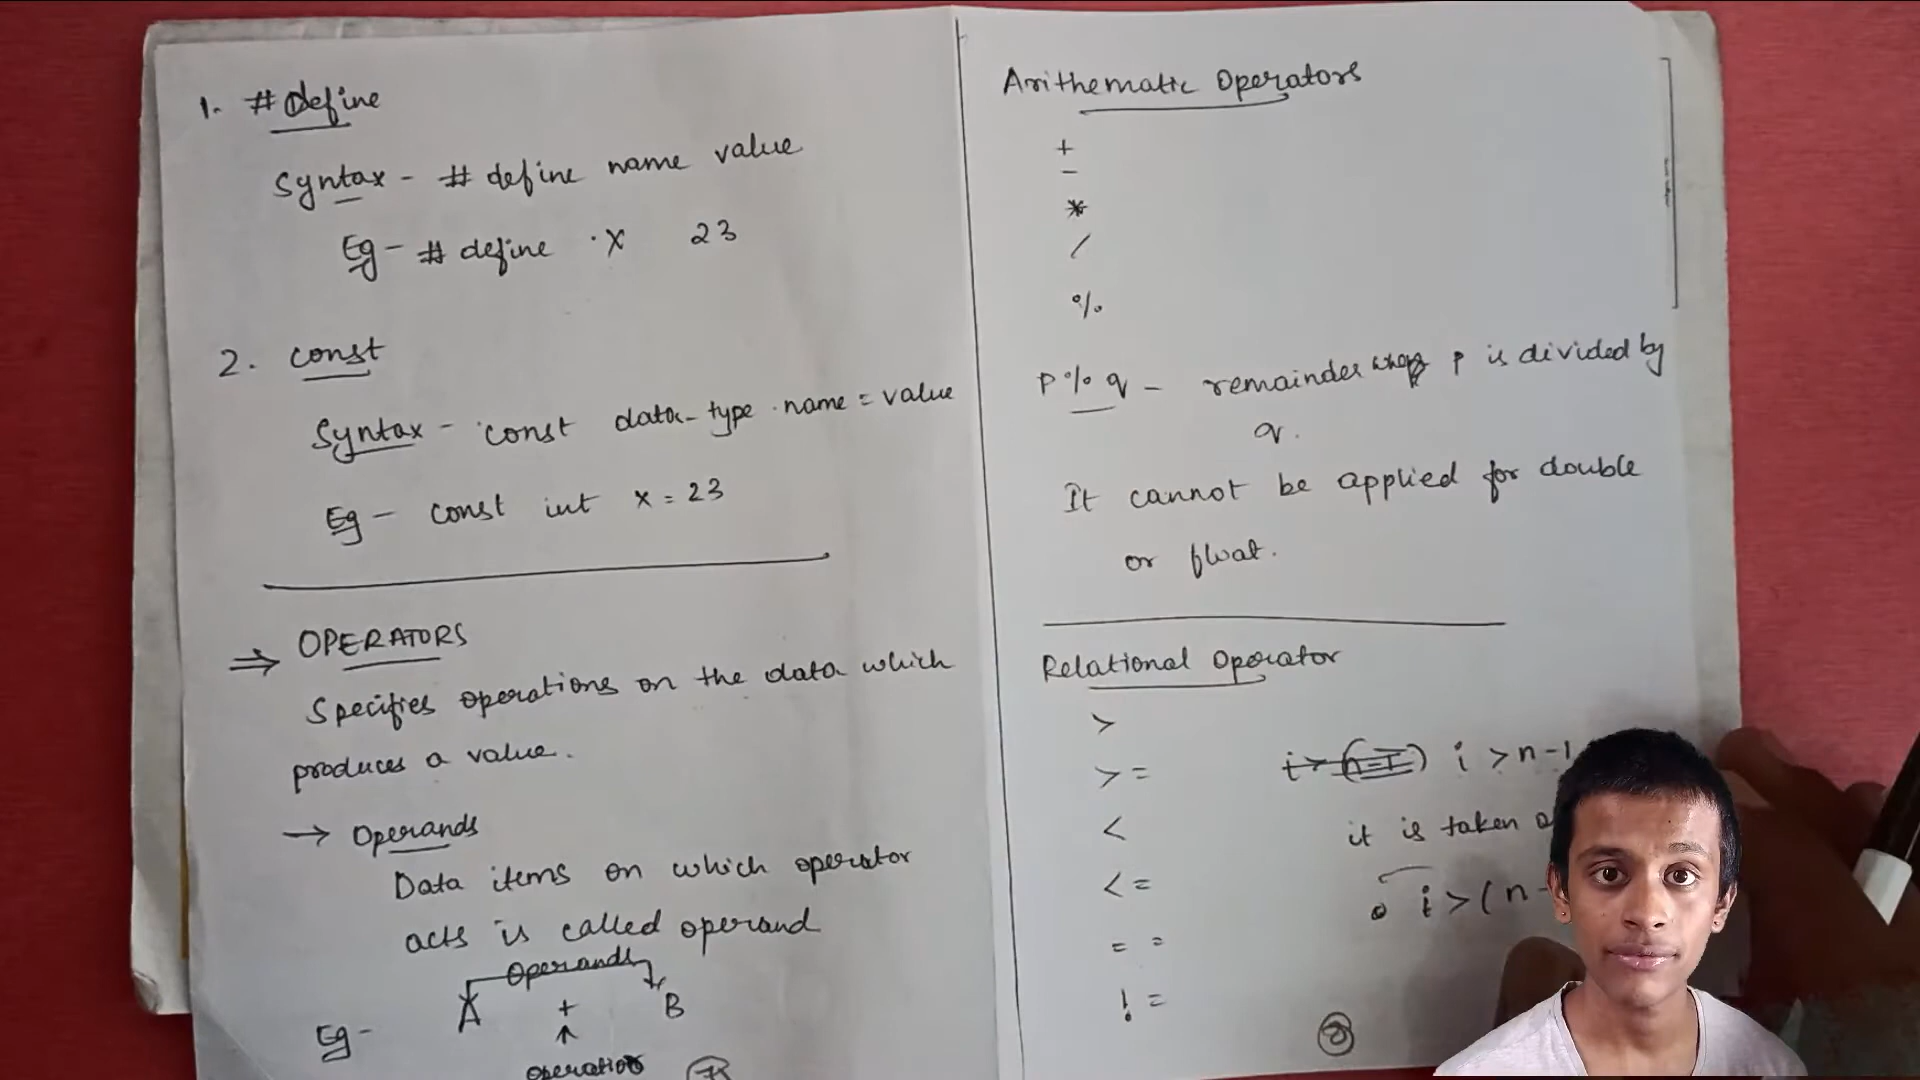 1. # Define
Syntax - # define name value
Eg - # define x 23
2. const
Syntax - const data-type name = value
Eg - const int x = 23
⇒ OPERATORS
Specifies operations on the data which
produces a value.
→ Operands
Data items on which operator
acts is called operand
Operands
Eg - A + B
↑
operation
Arithematic Operators
+
-
*
/
%
P % q - remainder p is divided by
q.
It cannot be applied for double
or float.
Relational Operator
>
>= i > n-1
< it is taken
<= i > (n-
= =
! =
8